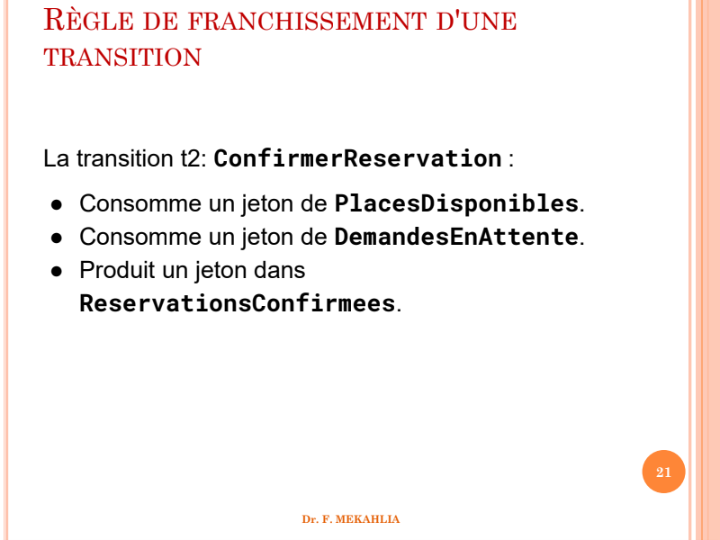 RÈGLE DE FRANCHISSEMENT D'UNE
TRANSITION
La transition t2: ConfirmerReservation :
● Consomme un jeton de PlacesDisponibles.
● Consomme un jeton de DemandesEnAttente.
● Produit un jeton dans
ReservationsConfirmees.
21
Dr. F. MEKAHLIA